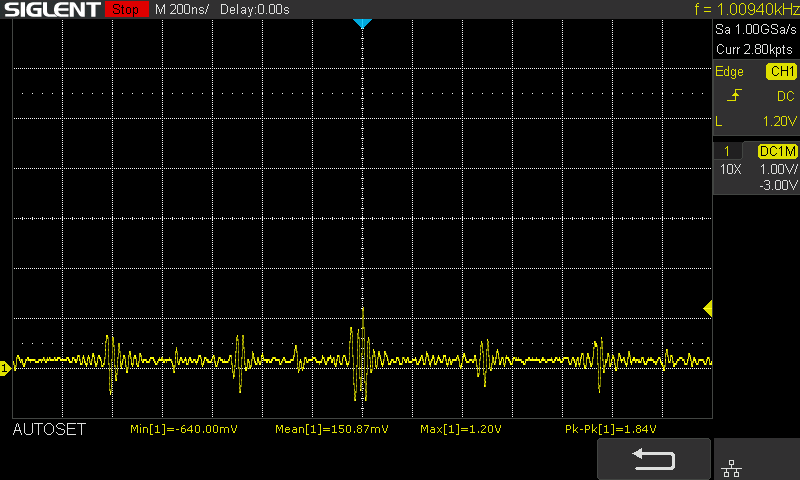 SIGLENT Stop M 200ns/ Delay:0.00s f = 1.00940kHz
Sa 1.00GSa/s
Curr 2.80kpts
Edge CH1
DC
L 1.20V
1 DC1M
10X 1.00V/
-3.00V
1
AUTOSET Min[1]=-640.00mV Mean[1]=150.87mV Max[1]=1.20V Pk-Pk[1]=1.84V